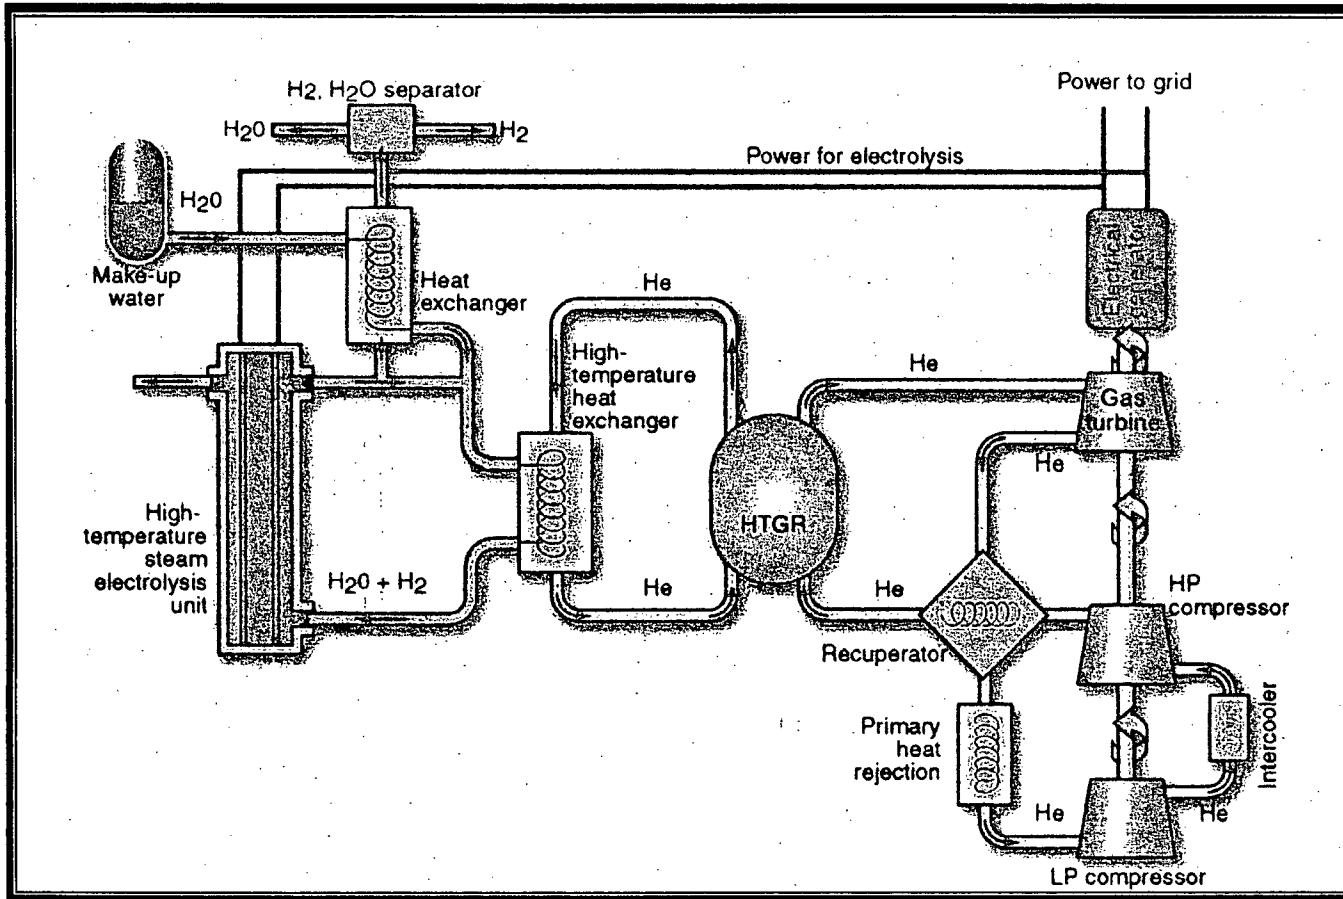 H2, H2O separator
H2O
H2
Power to grid
Power for electrolysis
H2O
Make-up
water
Heat
exchanger
He
High-
temperature
heat
exchanger
Electrical
generator
He
Gas
turbine
He
HTGR
High-
temperature
steam
electrolysis
unit
H2O + H2
He
He
HP
compressor
Recuperator
Primary
heat
rejection
Intercooler
He
He
LP compressor